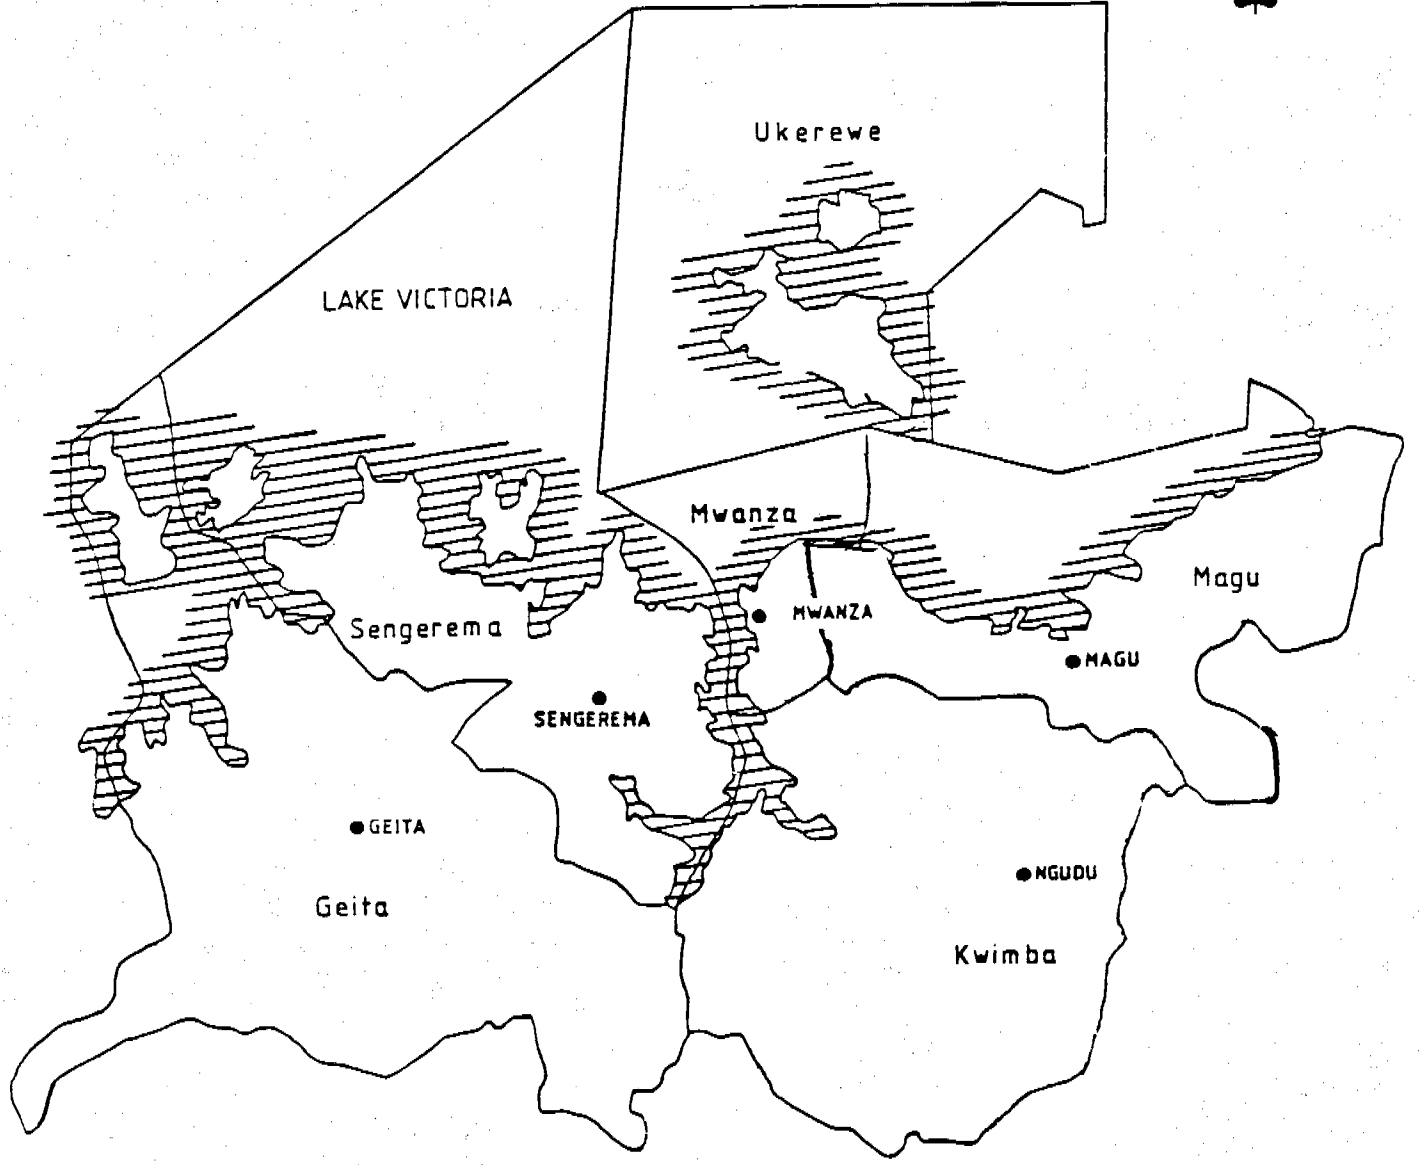 Ukerewe
LAKE VICTORIA
Mwanza
Magu
MWANZA
Sengerema
MAGU
SENGEREMA
GEITA
NGUDU
Geita
Kwimba